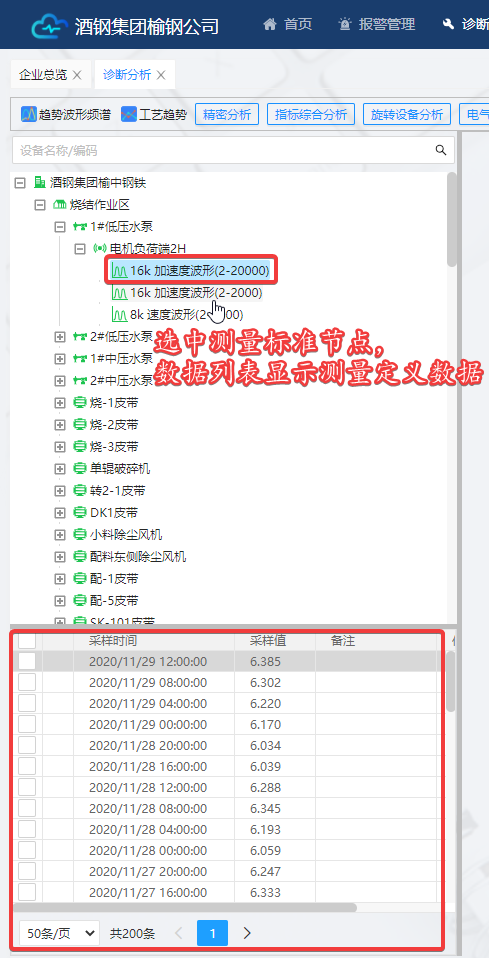 酒钢集团榆钢公司 首页 报警管理 诊断
企业总览 × 诊断分析 ×
趋势波形频谱 工艺趋势 精密分析 指标综合分析 旋转设备分析 电气
设备名称/编码
酒钢集团榆中钢铁
烧结作业区
1#低压水泵
电机负荷端2H
16k 加速度波形(2-20000)
16k 加速度波形(2-2000)
8k 速度波形(2-
00)
2#低压水泵
1#中压水泵
2#中压水泵
选中测量标准节点,
数据列表显示测量定义数据
烧-1皮带
烧-2皮带
烧-3皮带
单辊破碎机
转2-1皮带
DK1皮带
小料除尘风机
配料东侧除尘风机
配-1皮带
配-5皮带
SK-101皮带
采样时间 采样值 备注
2020/11/29 12:00:00 6.385
2020/11/29 08:00:00 6.302
2020/11/29 04:00:00 6.220
2020/11/29 00:00:00 6.170
2020/11/28 20:00:00 6.034
2020/11/28 16:00:00 6.039
2020/11/28 12:00:00 6.288
2020/11/28 08:00:00 6.345
2020/11/28 04:00:00 6.193
2020/11/28 00:00:00 6.059
2020/11/27 20:00:00 6.247
2020/11/27 16:00:00 6.333
50条/页 共200条 < 1 >